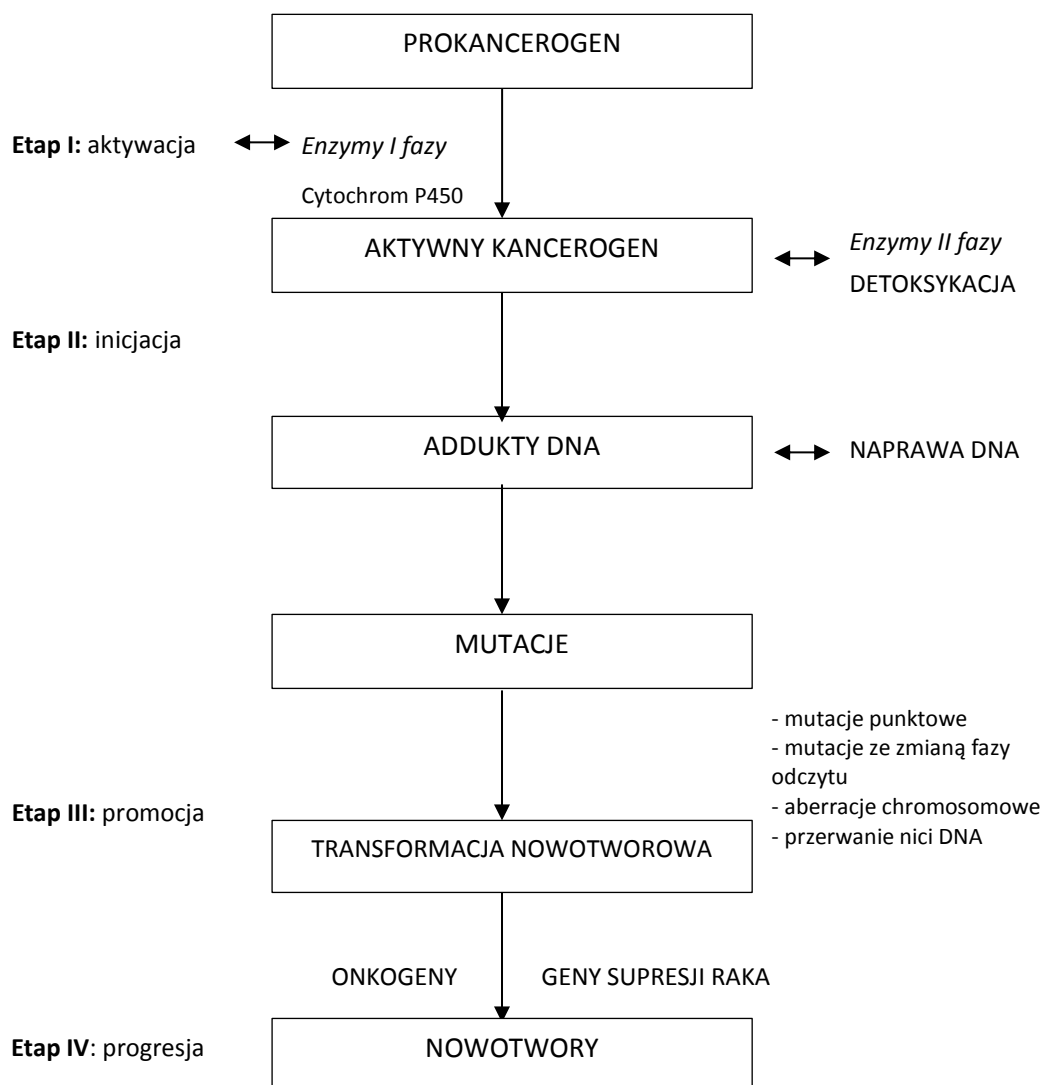 PROKANCEROGEN
Etap I: aktywacja
Enzymy I fazy
Cytochrom P450
AKTYWNY KANCEROGEN
Enzymy II fazy
DETOKSYKACJA
Etap II: inicjacja
ADDUKTY DNA
NAPRAWA DNA
MUTACJE
- mutacje punktowe
- mutacje ze zmianą fazy
odczytu
- aberracje chromosomowe
- przerwanie nici DNA
Etap III: promocja
TRANSFORMACJA NOWOTWOROWA
ONKOGENY
GENY SUPRESJI RAKA
Etap IV: progresja
NOWOTWORY